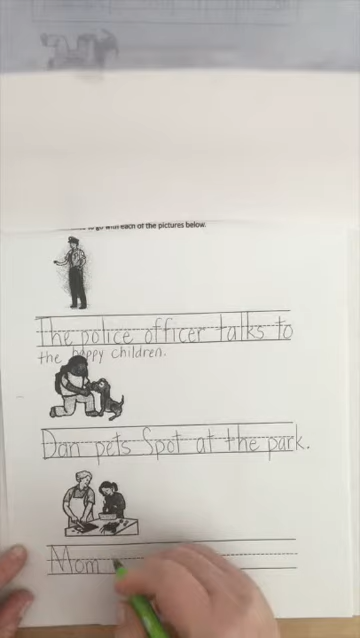 to go with each of the pictures below.
The police officer talks to
the happy children.
Dan pets Spot at the park.
Mom